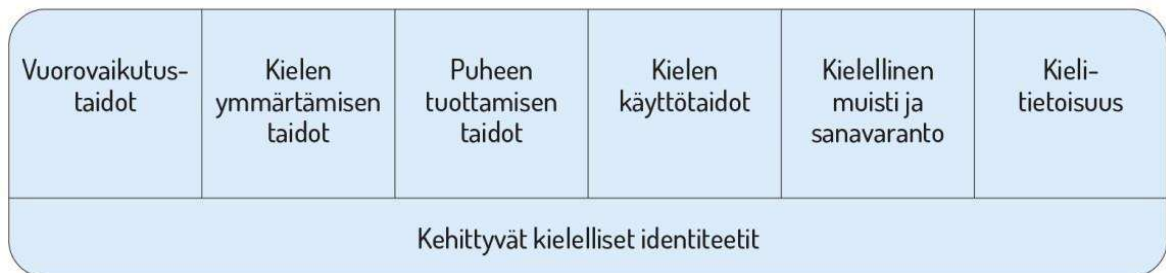 Vuorovaikutus-
taidot
Kielen
ymmärtämisen
taidot
Puheen
tuottamisen
taidot
Kielen
käyttötaidot
Kielellinen
muisti ja
sanavaranto
Kieli-
tietoisuus
Kehittyvät kielelliset identiteetit